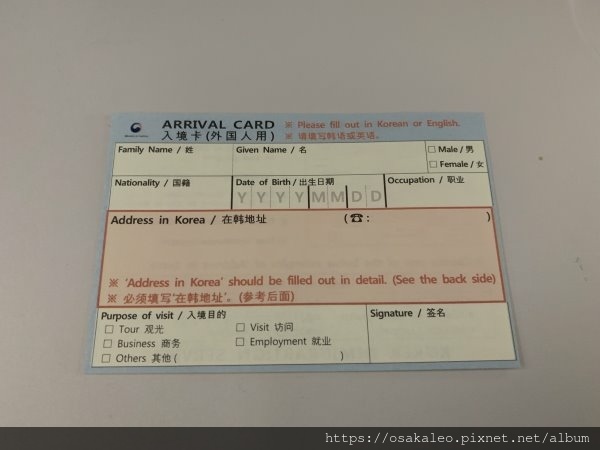 ARRIVAL CARD ※ Please fill out in Korean or English.
入境卡(外国人用) ※ 请填写韩语或英语。
Family Name / 姓 Given Name / 名 □ Male / 男
□ Female / 女
Nationality / 国籍 Date of Birth / 出生日期 Occupation / 职业
Y Y Y Y M M D D
Address in Korea / 在韩地址 (☎ : )
※ 'Address in Korea' should be filled out in detail. (See the back side)
※ 必须填写'在韩地址'。(参考后面)
Purpose of visit / 入境目的 Signature / 签名
□ Tour 观光 □ Visit 访问
□ Business 商务 □ Employment 就业
□ Others 其他 ( )
https://osakaleo.pixnet.net/album